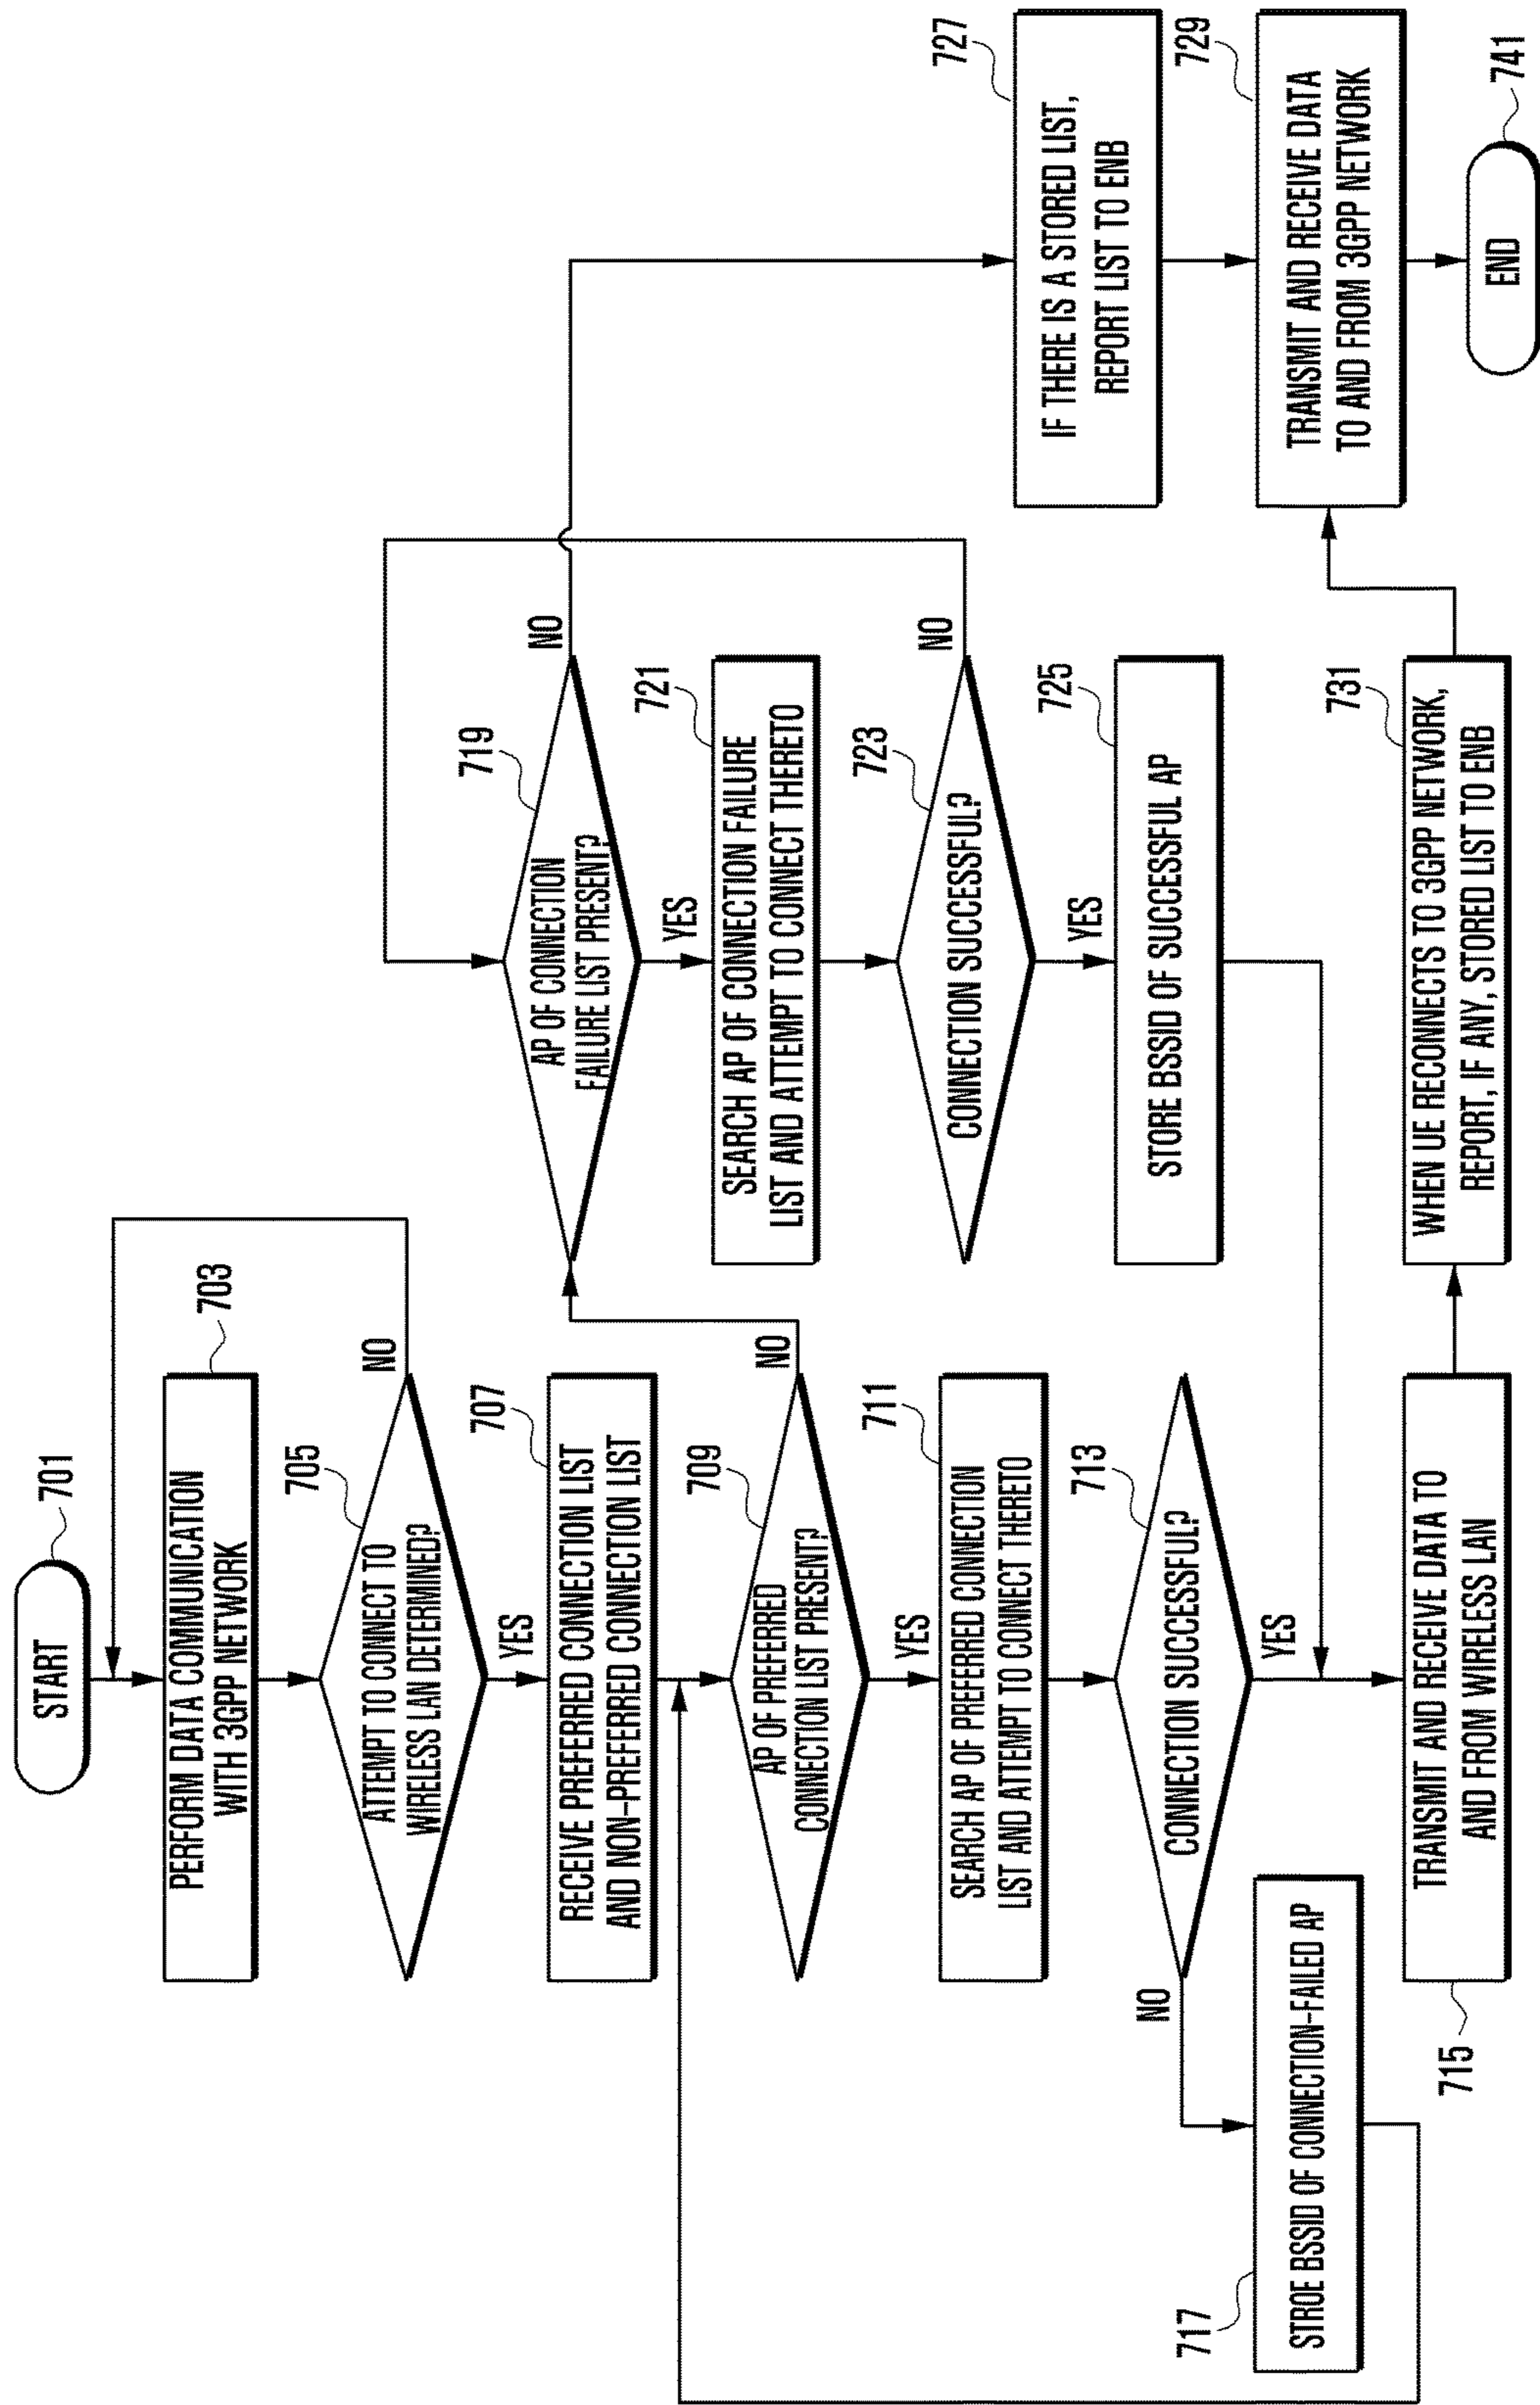 START
701
PERFORM DATA COMMUNICATION
WITH 3GPP NETWORK
703
ATTEMPT TO CONNECT TO
WIRELESS LAN DETERMINED?
705
NO
YES
RECEIVE PREFERRED CONNECTION LIST
AND NON-PREFERRED CONNECTION LIST
707
AP OF PREFERRED
CONNECTION LIST PRESENT?
709
NO
YES
SEARCH AP OF PREFERRED CONNECTION
LIST AND ATTEMPT TO CONNECT THERETO
711
CONNECTION SUCCESSFUL?
713
NO
YES
STROE BSSID OF CONNECTION-FAILED AP
717
TRANSMIT AND RECEIVE DATA TO
AND FROM WIRELESS LAN
715
AP OF CONNECTION
FAILURE LIST PRESENT?
719
NO
YES
SEARCH AP OF CONNECTION FAILURE
LIST AND ATTEMPT TO CONNECT THERETO
721
CONNECTION SUCCESSFUL?
723
NO
YES
STORE BSSID OF SUCCESSFUL AP
725
WHEN UE RECONNECTS TO 3GPP NETWORK,
REPORT, IF ANY, STORED LIST TO ENB
731
IF THERE IS A STORED LIST,
REPORT LIST TO ENB
727
TRANSMIT AND RECEIVE DATA
TO AND FROM 3GPP NETWORK
729
END
741